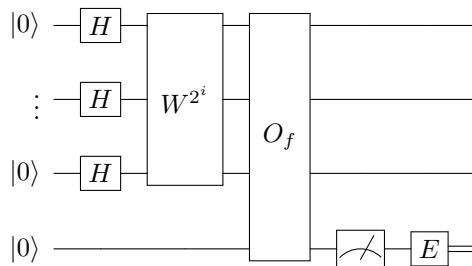 |0⟩ H
⋮ H W^{2^i} O_f
|0⟩ H
|0⟩ E